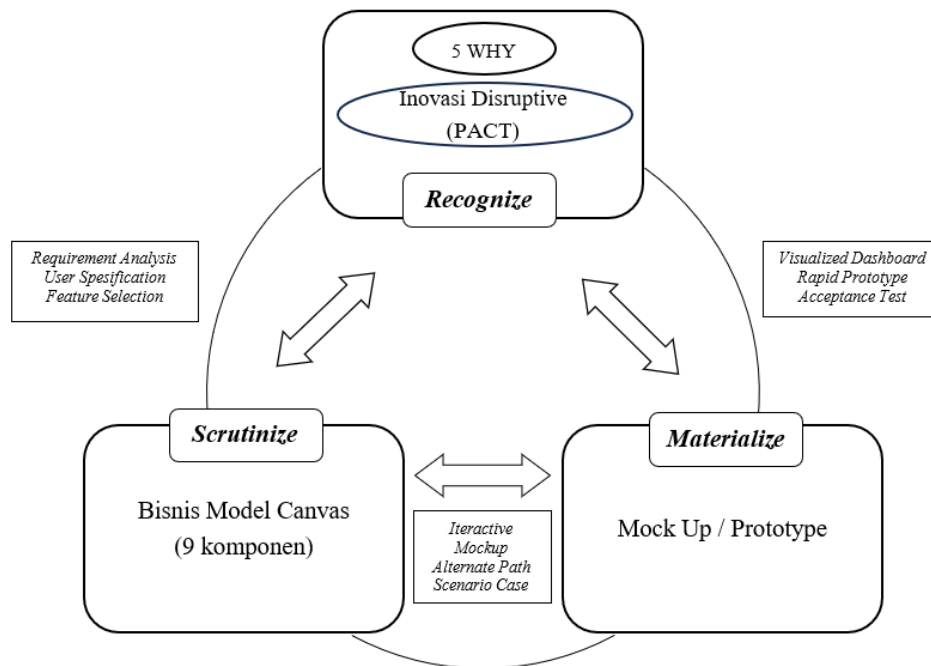 5 WHY
Inovasi Disruptive
(PACT)
Recognize
Requirement Analysis
User Spesification
Feature Selection
Visualized Dashboard
Rapid Prototype
Acceptance Test
Scrutinize
Materialize
Bisnis Model Canvas
(9 komponen)
Iteractive
Mockup
Alternate Path
Scenario Case
Mock Up / Prototype